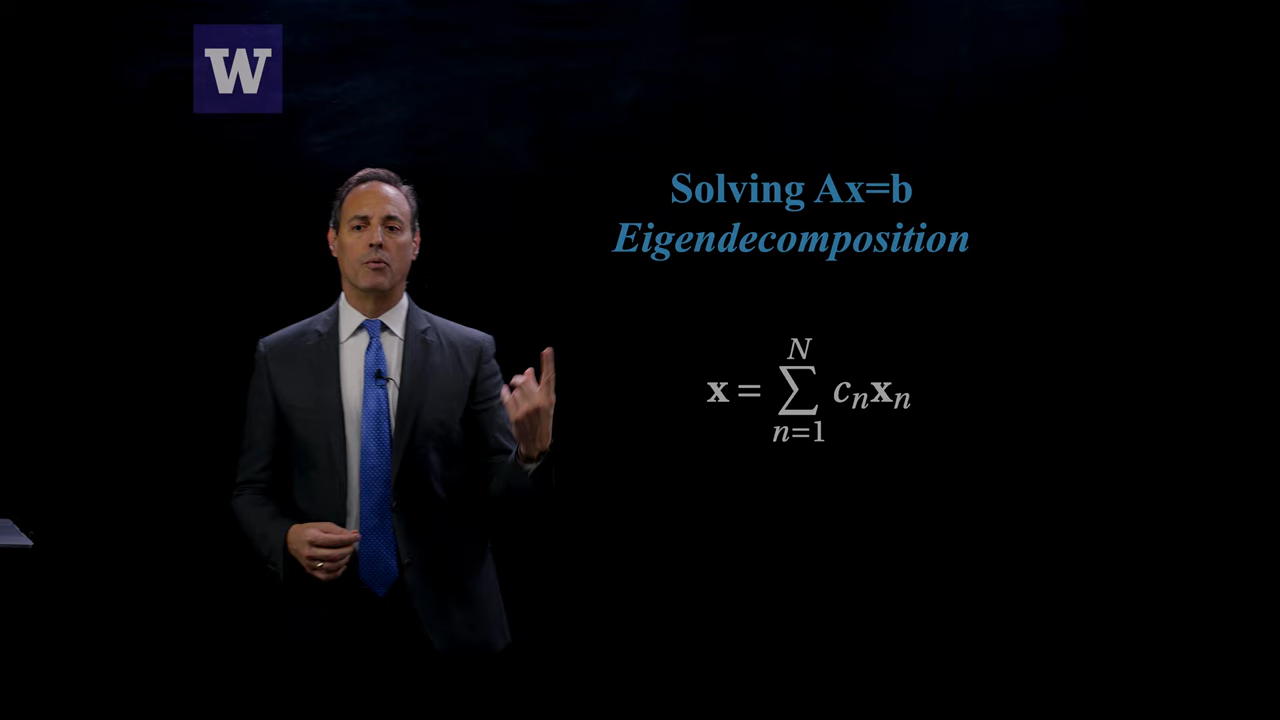 W
Solving Ax=b
Eigendecomposition
N
x = ∑ cₙxₙ
n=1